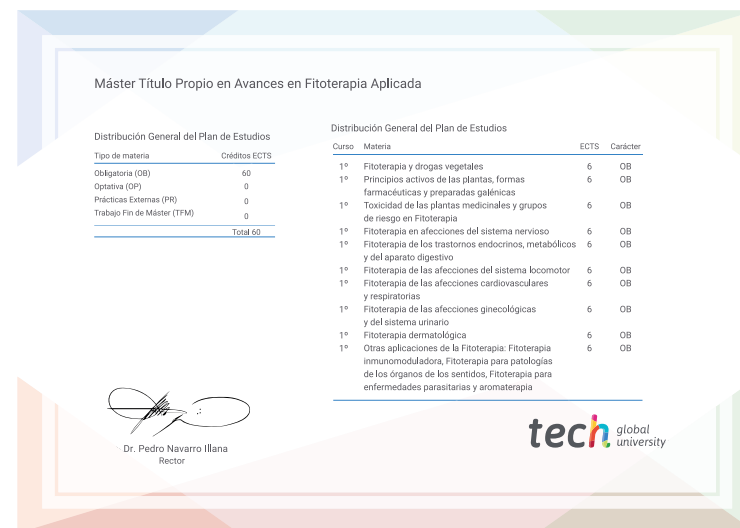 Máster Título Propio en Avances en Fitoterapia Aplicada
Distribución General del Plan de Estudios
Tipo de materia Créditos ECTS
Obligatoria (OB) 60
Optativa (OP) 0
Prácticas Externas (PR) 0
Trabajo Fin de Máster (TFM) 0
Total 60
Distribución General del Plan de Estudios
Curso Materia ECTS Carácter
1º Fitoterapia y drogas vegetales 6 OB
1º Principios activos de las plantas, formas 6 OB
farmacéuticas y preparadas galénicas
1º Toxicidad de las plantas medicinales y grupos 6 OB
de riesgo en Fitoterapia
1º Fitoterapia en afecciones del sistema nervioso 6 OB
1º Fitoterapia de los trastornos endocrinos, metabólicos 6 OB
y del aparato digestivo
1º Fitoterapia de las afecciones del sistema locomotor 6 OB
1º Fitoterapia de las afecciones cardiovasculares 6 OB
y respiratorias
1º Fitoterapia de las afecciones ginecológicas 6 OB
y del sistema urinario
1º Fitoterapia dermatológica 6 OB
1º Otras aplicaciones de la Fitoterapia: Fitoterapia 6 OB
inmunomoduladora, Fitoterapia para patologías
de los órganos de los sentidos, Fitoterapia para
enfermedades parasitarias y aromaterapia
Dr. Pedro Navarro Illana
Rector
tech global
university